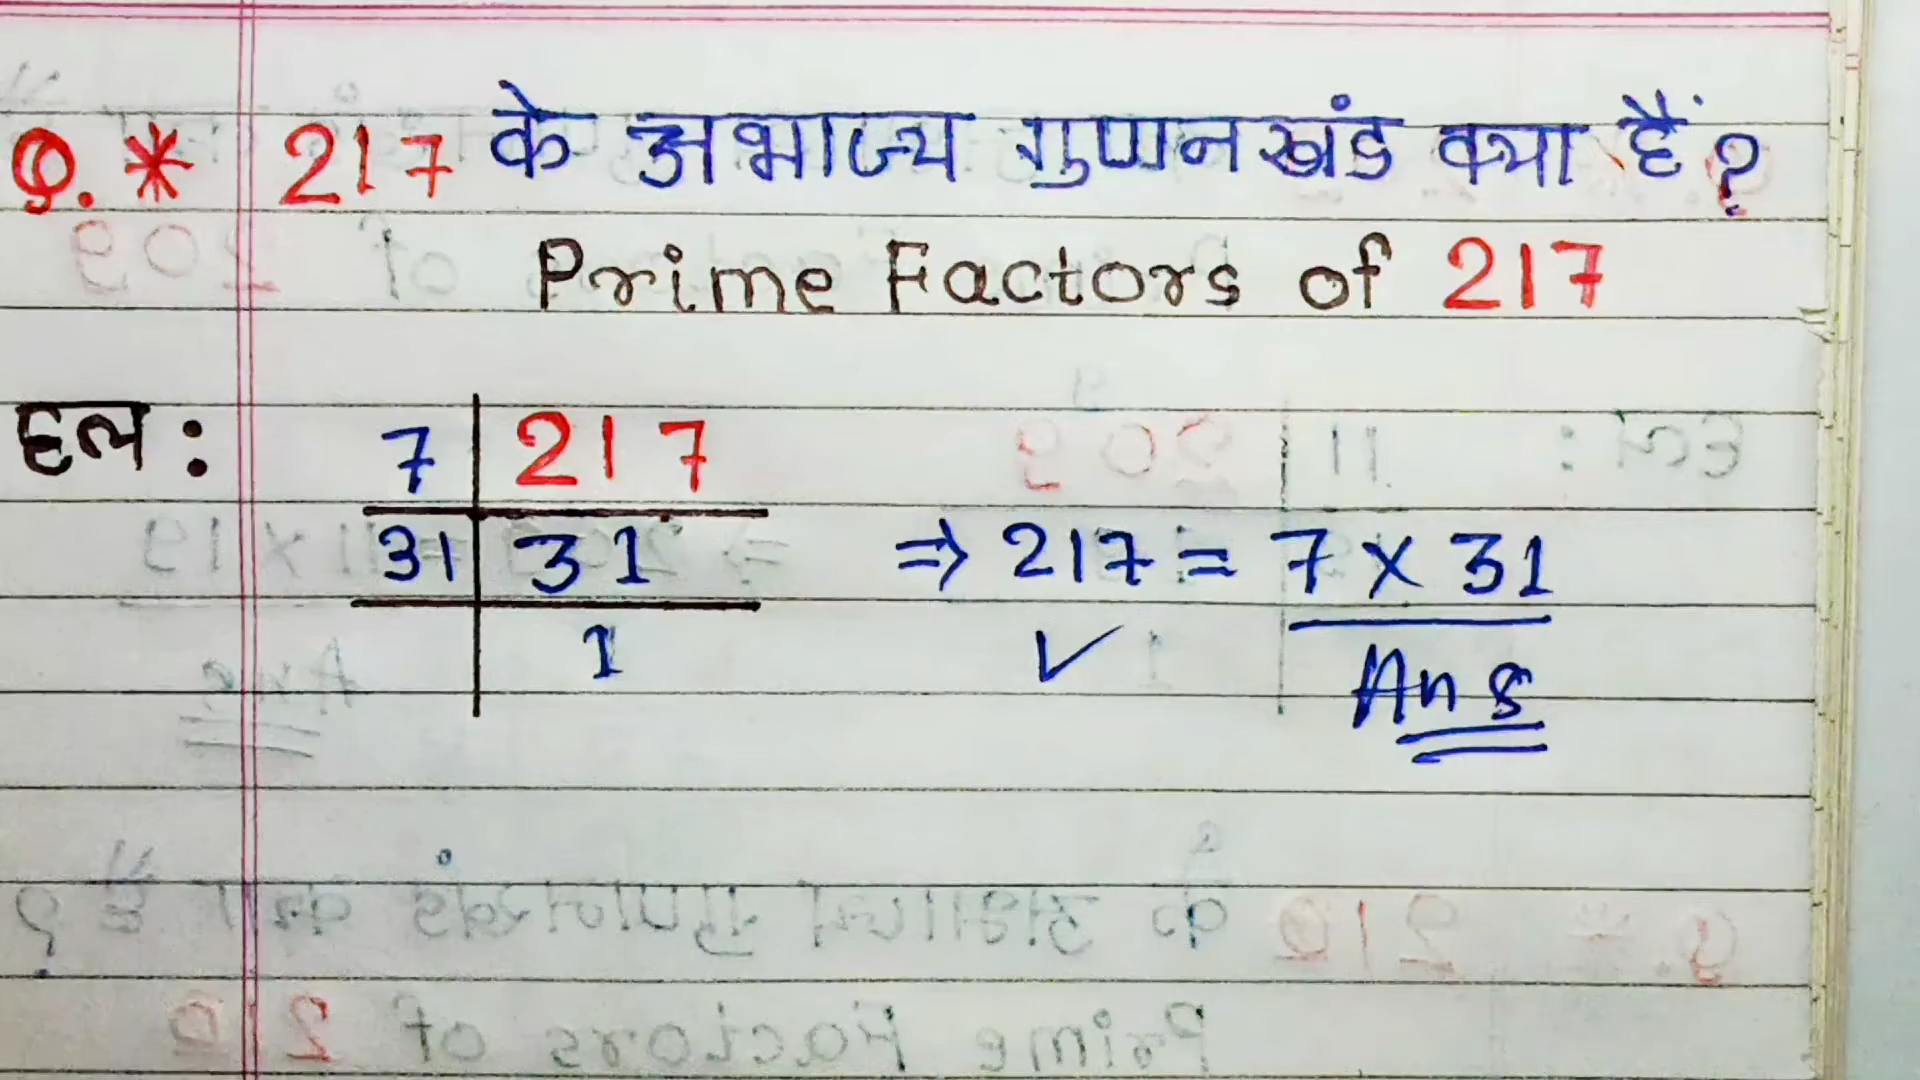 Q. * 217 के अभाज्य गुणनखंड क्या हैं?
Prime Factors of 217
हल : 7 | 217
31 | 31 ⇒ 217 = 7 × 31
1 ✓ Ans